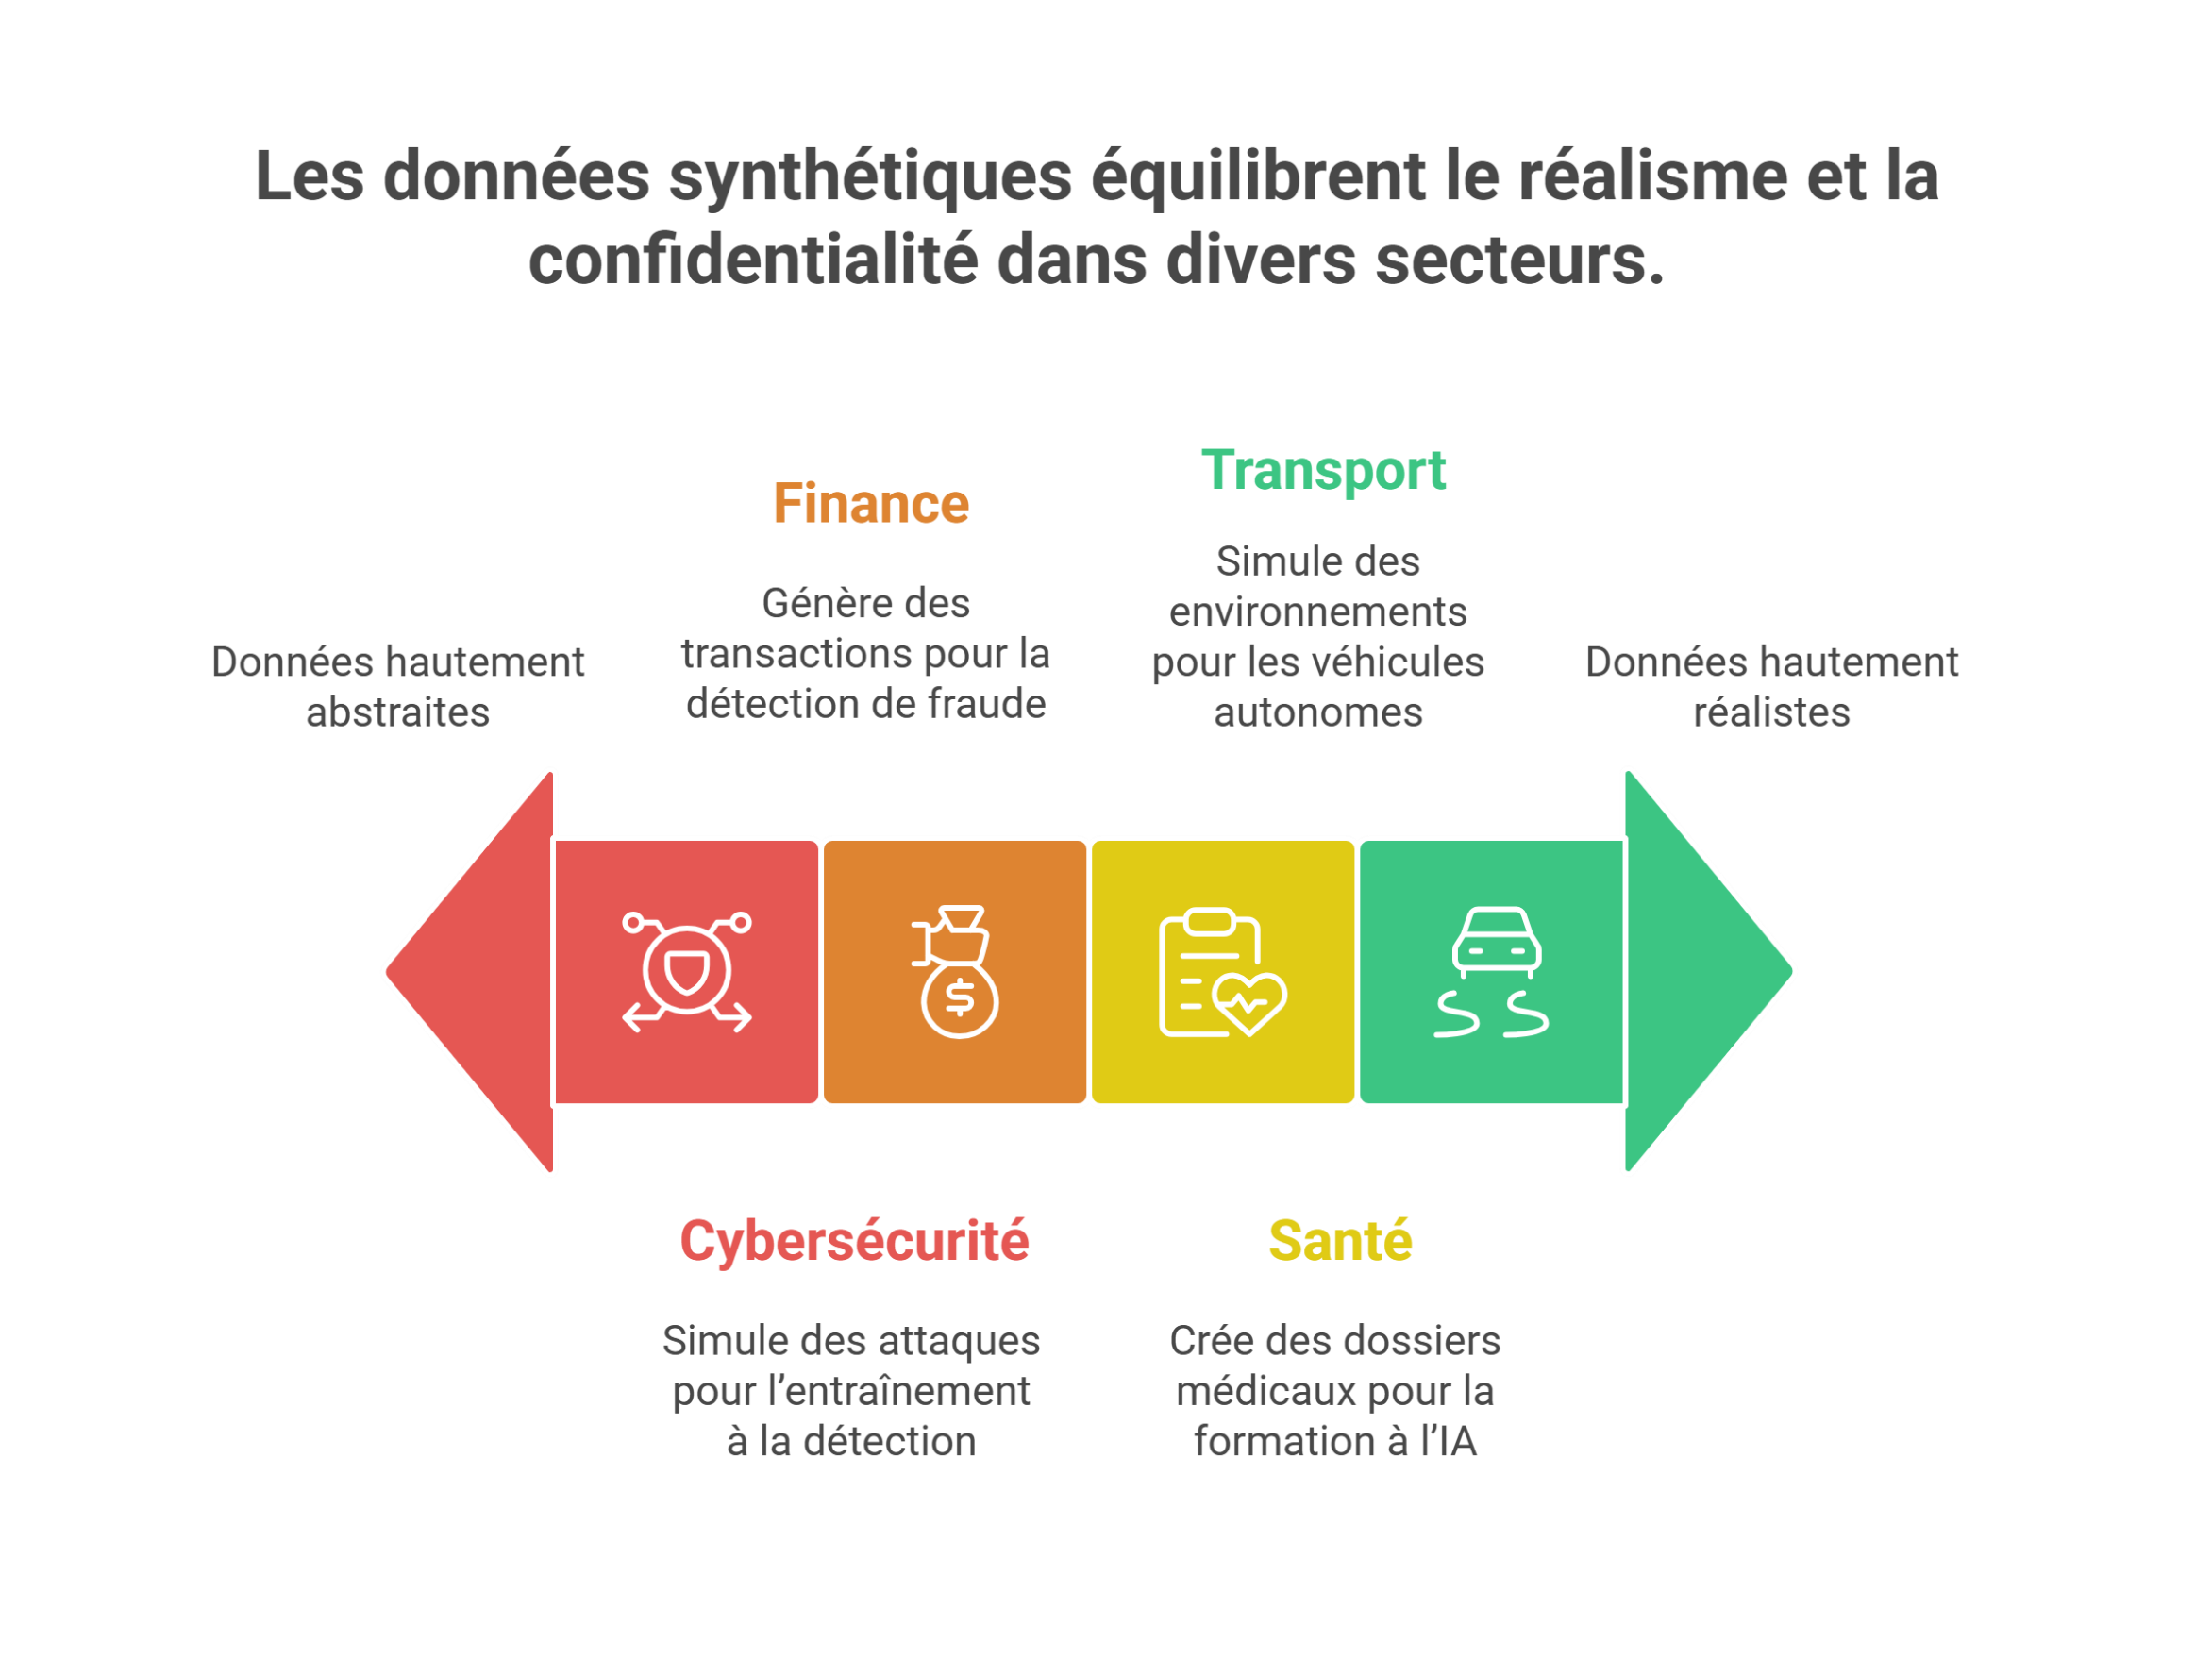 Les données synthétiques équilibrent le réalisme et la
confidentialité dans divers secteurs.
Données hautement
abstraites
Finance
Génère des
transactions pour la
détection de fraude
Transport
Simule des
environnements
pour les véhicules
autonomes
Données hautement
réalistes
$
Cybersécurité
Simule des attaques
pour l’entraînement
à la détection
Santé
Crée des dossiers
médicaux pour la
formation à l’IA